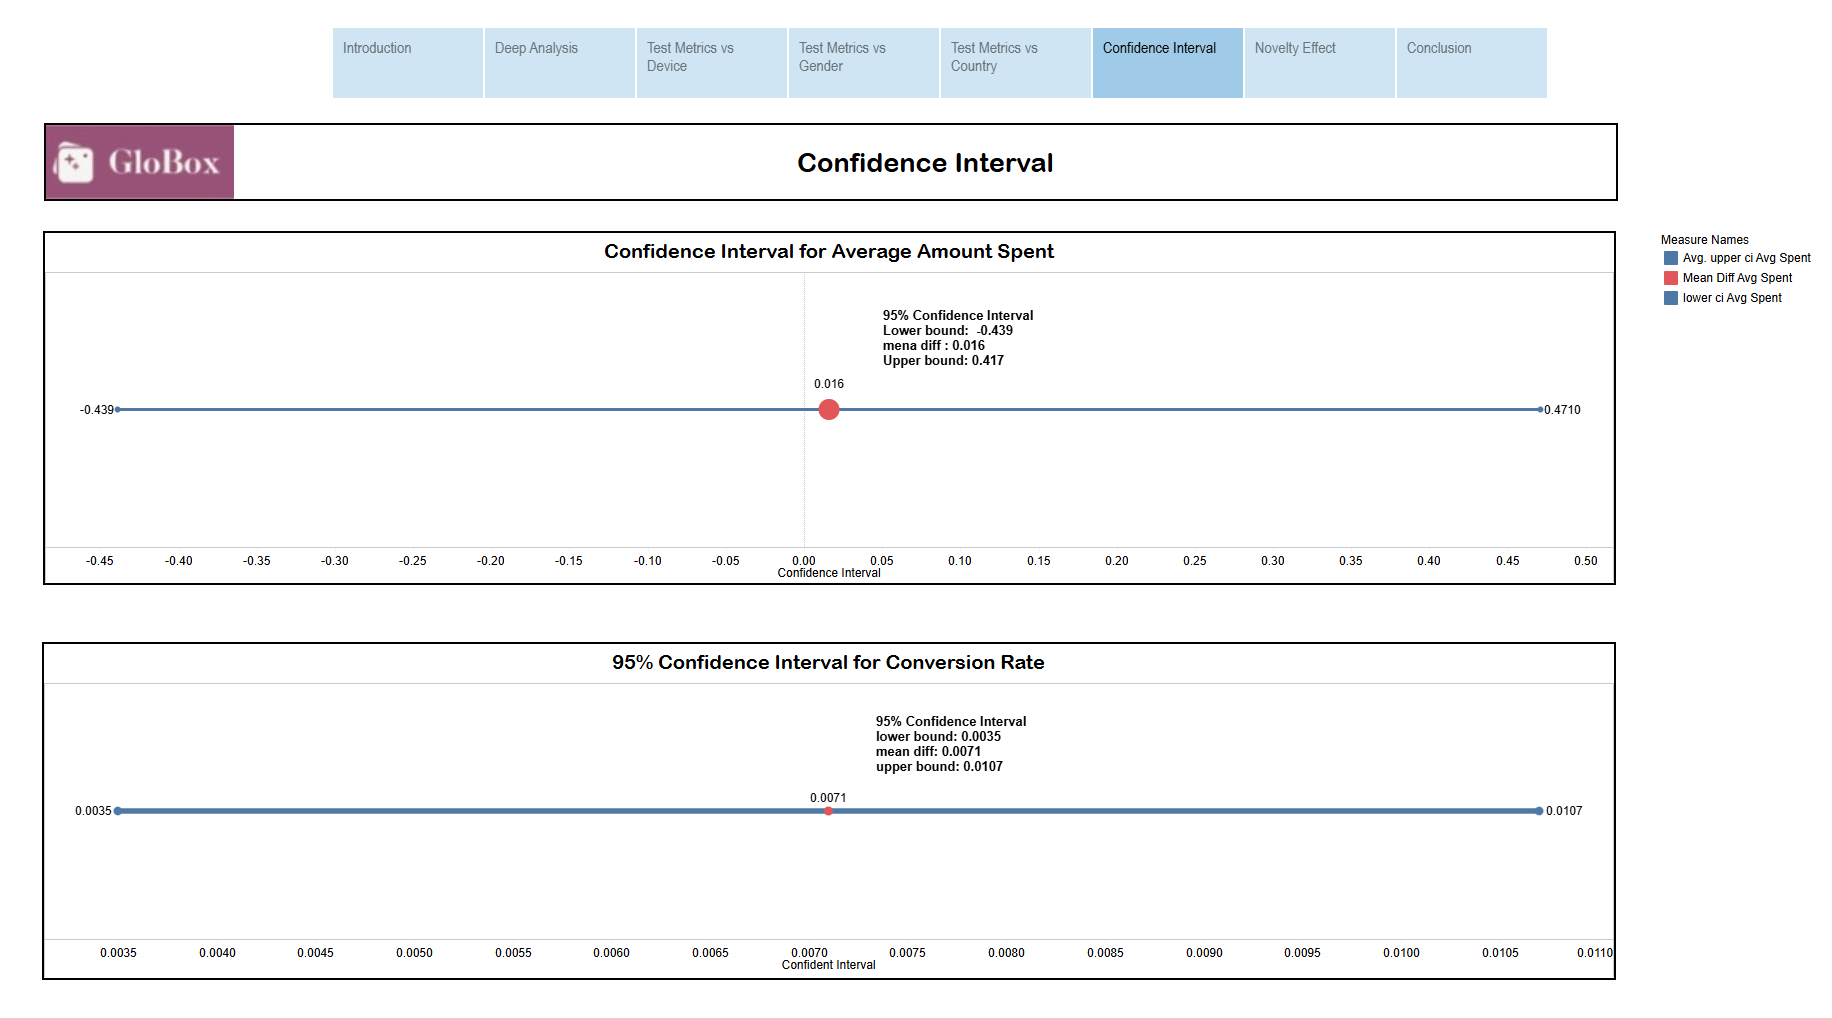 Introduction
Deep Analysis
Test Metrics vs
Device
Test Metrics vs
Gender
Test Metrics vs
Country
Confidence Interval
Novelty Effect
Conclusion
GloBox
Confidence Interval
Confidence Interval for Average Amount Spent
95% Confidence Interval
Lower bound:  -0.439
mena diff : 0.016
Upper bound: 0.417
0.016
-0.439
0.4710
-0.45 -0.40 -0.35 -0.30 -0.25 -0.20 -0.15 -0.10 -0.05 0.00 0.05 0.10 0.15 0.20 0.25 0.30 0.35 0.40 0.45 0.50
Confidence Interval
Measure Names
Avg. upper ci Avg Spent
Mean Diff Avg Spent
lower ci Avg Spent
95% Confidence Interval for Conversion Rate
95% Confidence Interval
lower bound: 0.0035
mean diff: 0.0071
upper bound: 0.0107
0.0071
0.0035
0.0107
0.0035 0.0040 0.0045 0.0050 0.0055 0.0060 0.0065 0.0070 0.0075 0.0080 0.0085 0.0090 0.0095 0.0100 0.0105 0.0110
Confident Interval